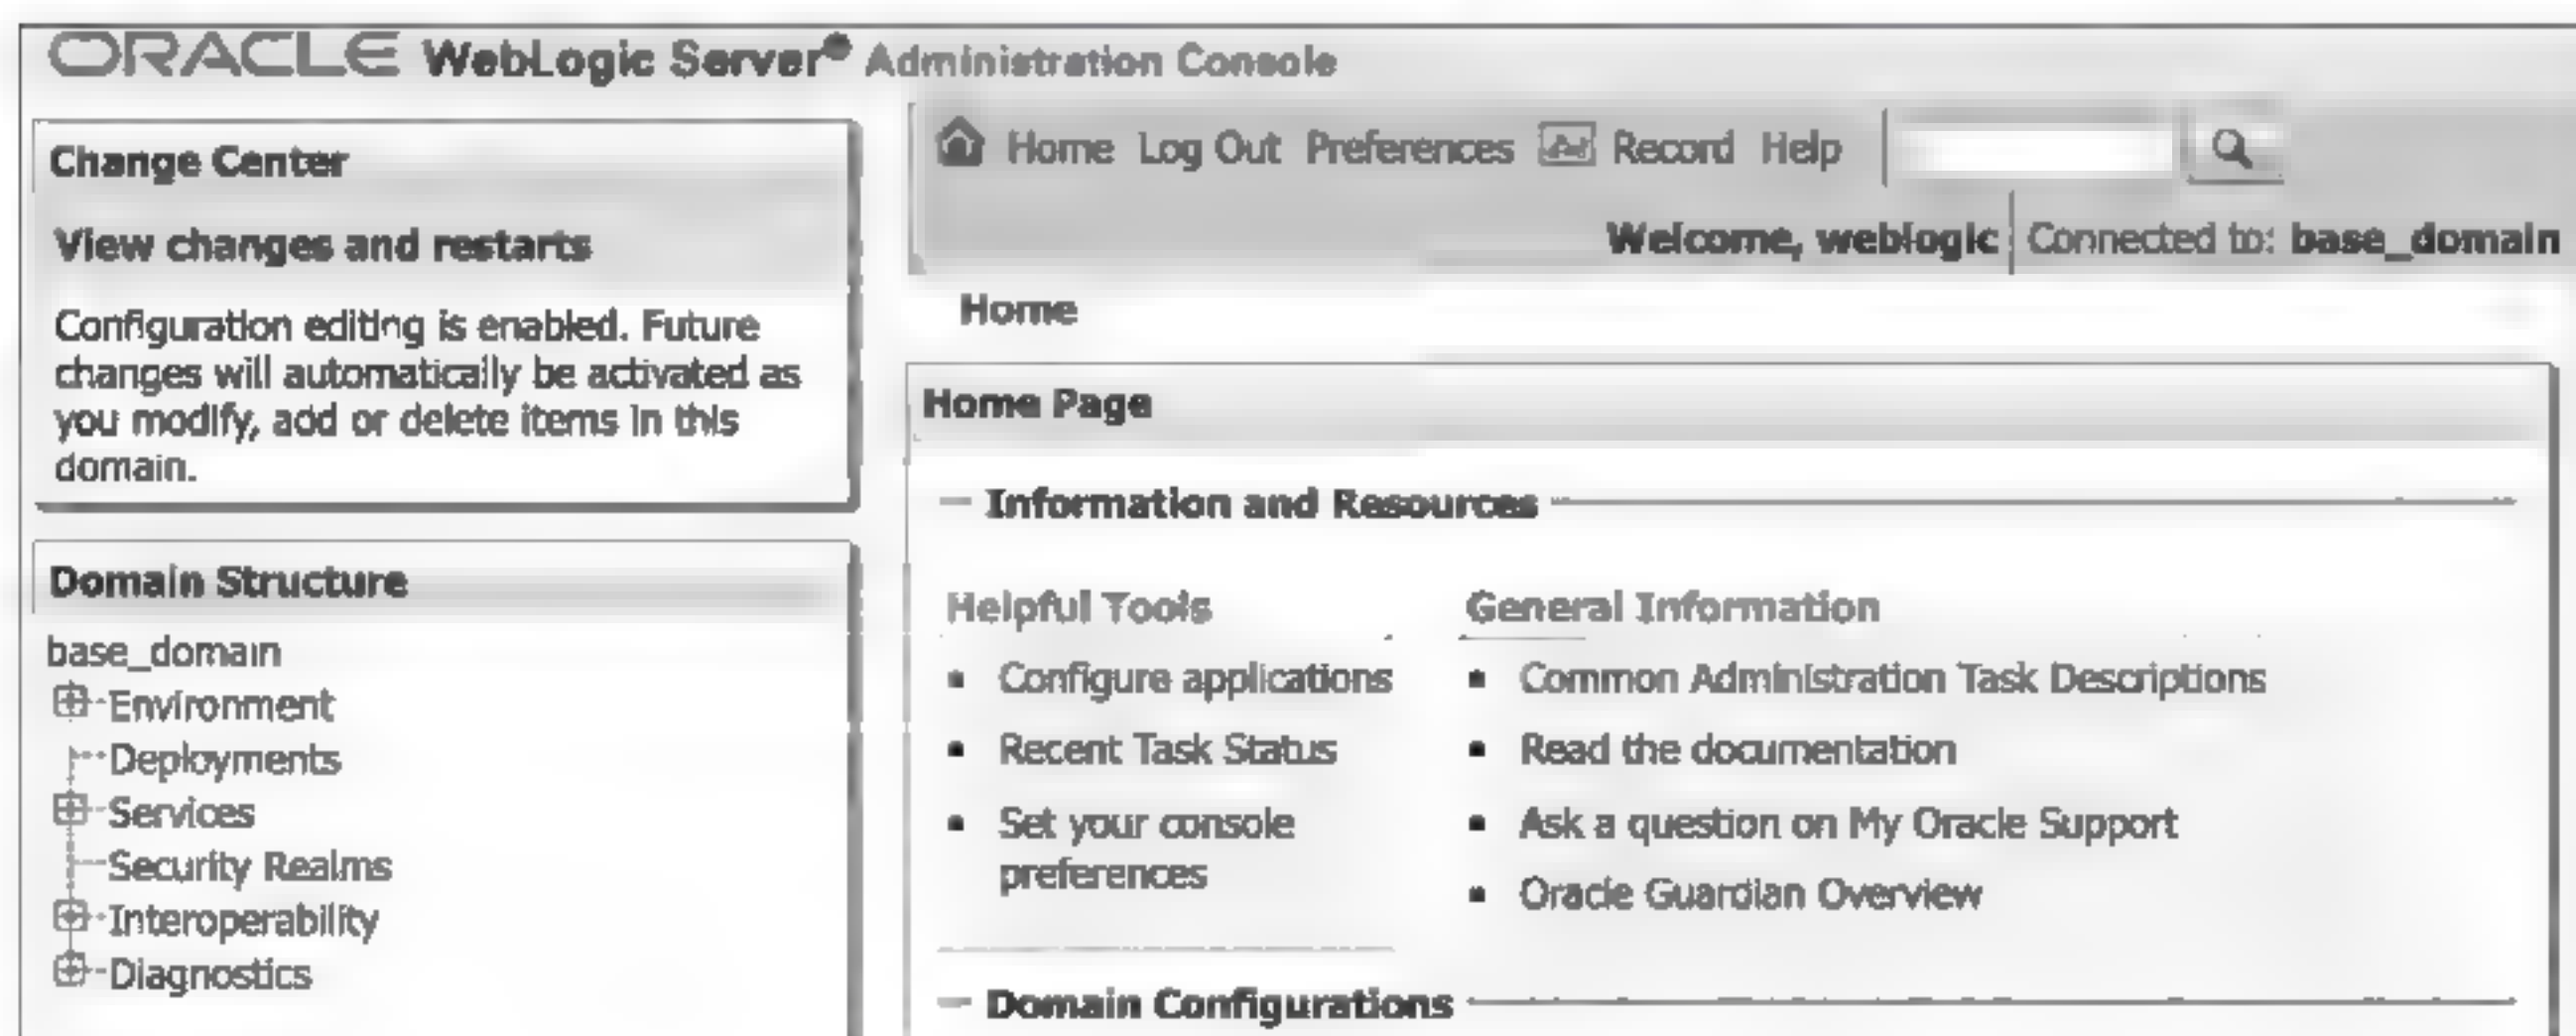 ORACLE WebLogic Server® Administration Console
Change Center
View changes and restarts
Configuration editing is enabled. Future
changes will automatically be activated as
you modify, add or delete items in this
domain.
Domain Structure
base_domain
Environment
Deployments
Services
Security Realms
Interoperability
Diagnostics
Home Log Out Preferences Record Help
Welcome, weblogic Connected to: base_domain
Home
Home Page
Information and Resources
Helpful Tools
Configure applications
Recent Task Status
Set your console
preferences
General Information
Common Administration Task Descriptions
Read the documentation
Ask a question on My Oracle Support
Oracle Guardian Overview
Domain Configurations